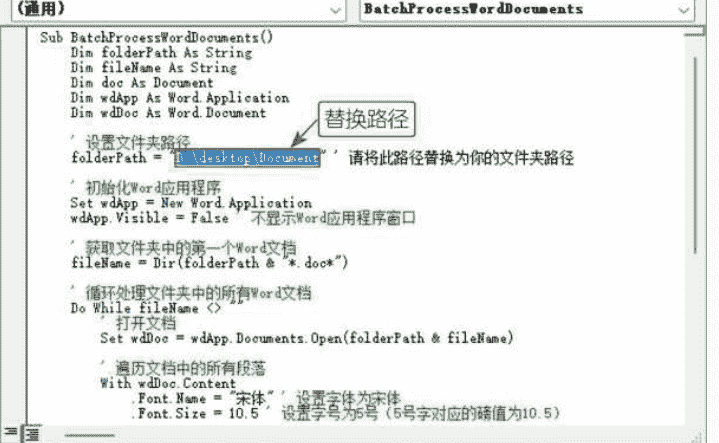 (通用)
BatchProcessWordDocuments
Sub BatchProcessWordDocuments()
Dim folderPath As String
Dim fileName As String
Dim doc As Document
Dim wdApp As Word.Application
Dim wdDoc As Word.Document
替换路径
' 设置文件夹路径
folderPath = " \desktop\Document" ' 请将此路径替换为你的文件夹路径
' 初始化Word应用程序
Set wdApp = New Word.Application
wdApp.Visible = False ' 不显示Word应用程序窗口
' 获取文件夹中的第一个Word文档
fileName = Dir(folderPath & "*.doc*")
' 循环处理文件夹中的所有Word文档
Do While fileName <> ""
' 打开文档
Set wdDoc = wdApp.Documents.Open(folderPath & fileName)
' 遍历文档中的所有段落
With wdDoc.Content
.Font.Name = "宋体" ' 设置字体为宋体
.Font.Size = 10.5 ' 设置字号为5号（5号字对应的磅值为10.5）